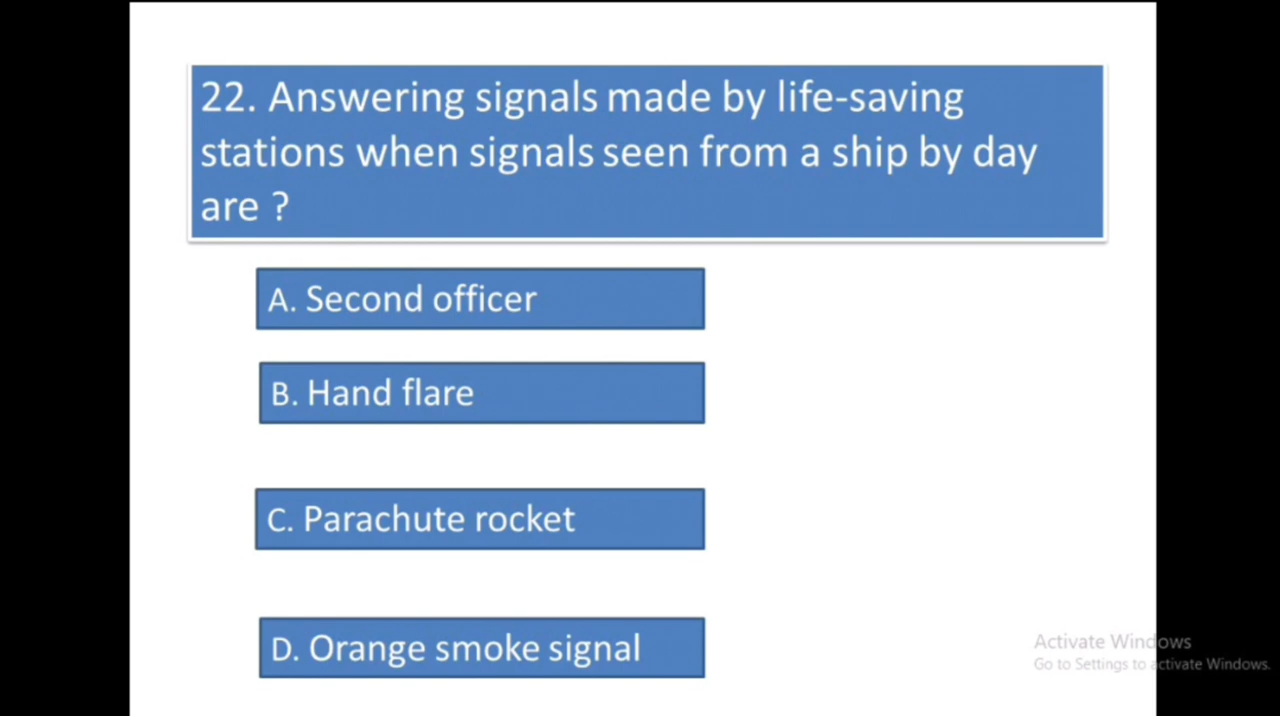 22. Answering signals made by life-saving
stations when signals seen from a ship by day
are ?
A. Second officer
B. Hand flare
C. Parachute rocket
D. Orange smoke signal
Activate Windows
Go to Settings to activate Windows.